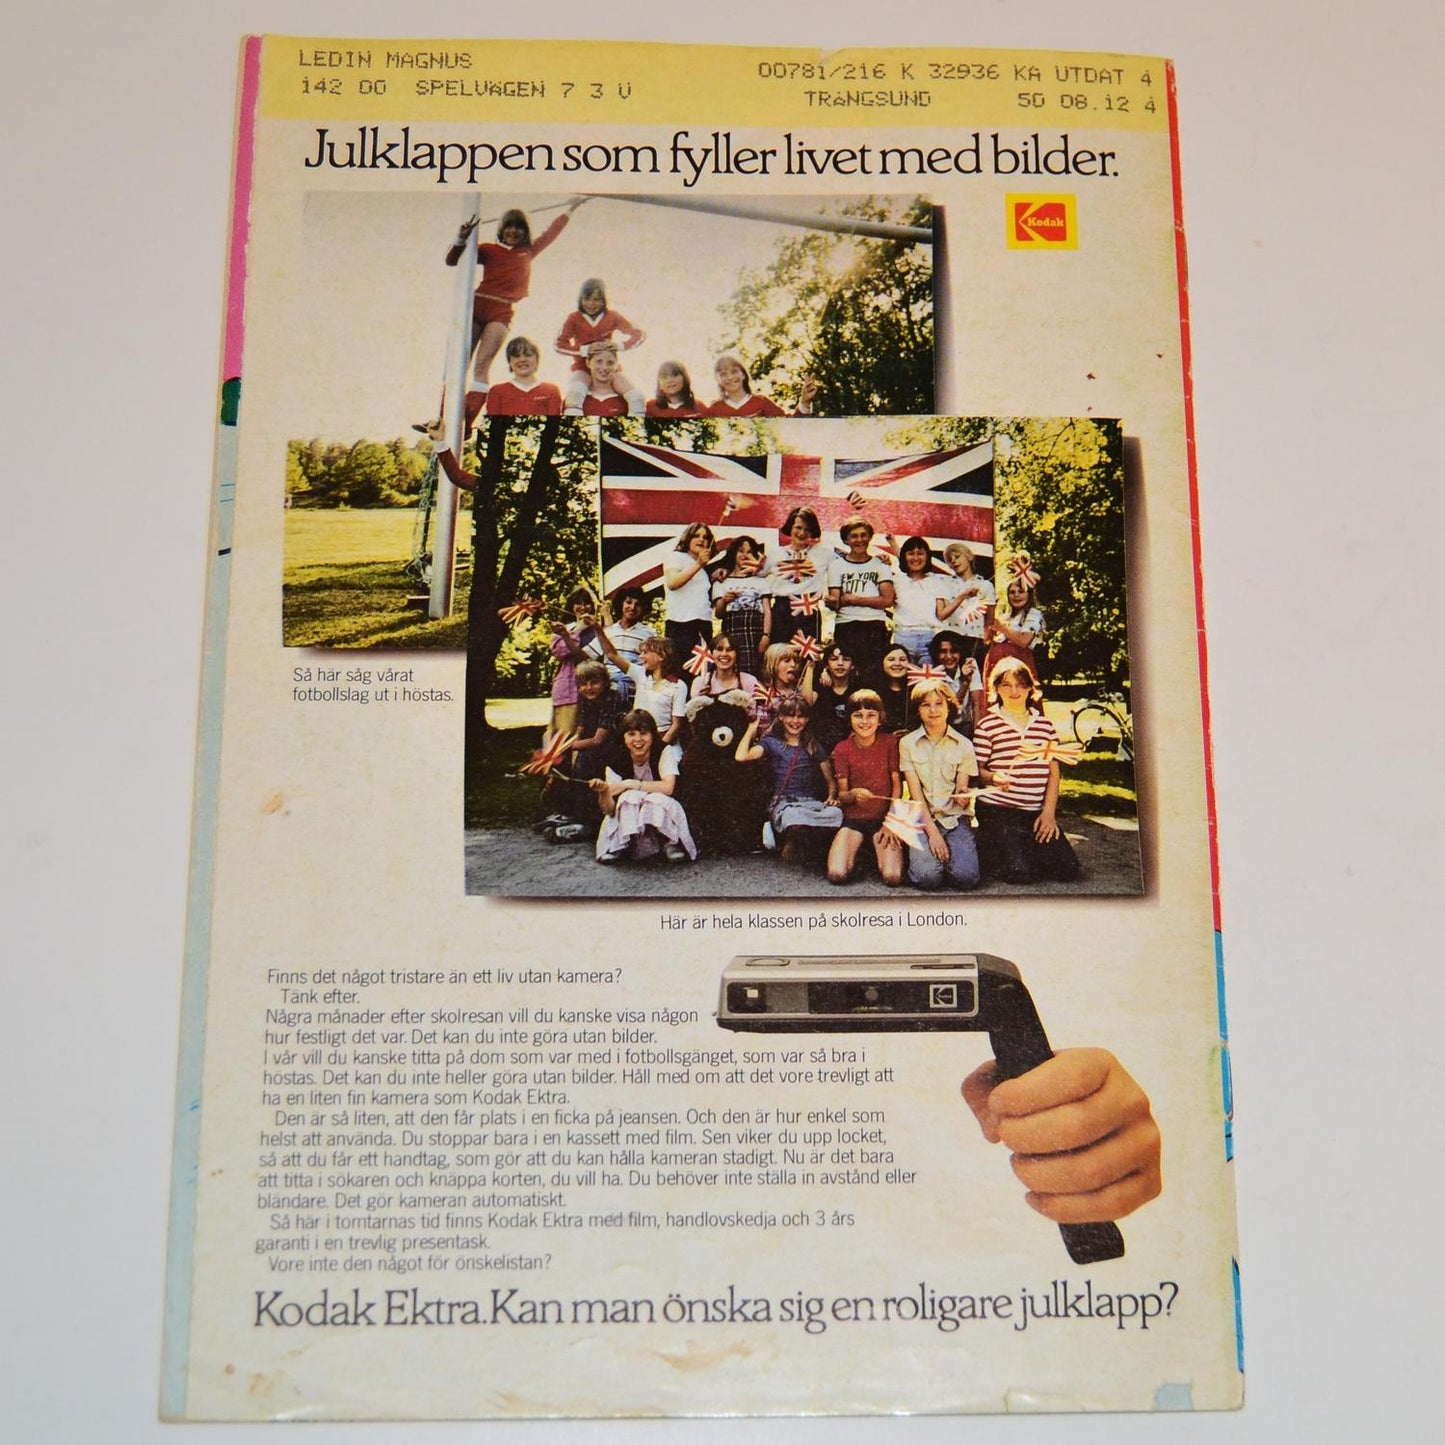 LEDIN MAGNUS
142 00 SPELVÄGEN 7 3 U
00781/216 K 32936 KA UTDAT 4
TRÅNGSUND SD 08.12 4
Julklappen som fyller livet med bilder.
Kodak
NEW YORK
CITY
Så här såg vårat
fotbollslag ut i höstas.
Här är hela klassen på skolresa i London.
Finns det något tristare än ett liv utan kamera?
Tänk efter.
Några månader efter skolresan vill du kanske visa någon
hur festligt det var. Det kan du inte göra utan bilder.
I vår vill du kanske titta på dom som var med i fotbollsgänget, som var så bra i
höstas. Det kan du inte heller göra utan bilder. Håll med om att det vore trevligt att
ha en liten fin kamera som Kodak Ektra.
Den är så liten, att den får plats i en ficka på jeansen. Och den är hur enkel som
helst att använda. Du stoppar bara i en kassett med film. Sen viker du upp locket,
så att du får ett handtag, som gör att du kan hålla kameran stadigt. Nu är det bara
att titta i sökaren och knäppa korten, du vill ha. Du behöver inte ställa in avstånd eller
bländare. Det gör kameran automatiskt.
Så här i tomtarnas tid finns Kodak Ektra med film, handlovskedja och 3 års
garanti i en trevlig presentask.
Vore inte den något för önskelistan?
Kodak Ektra. Kan man önska sig en roligare julklapp?